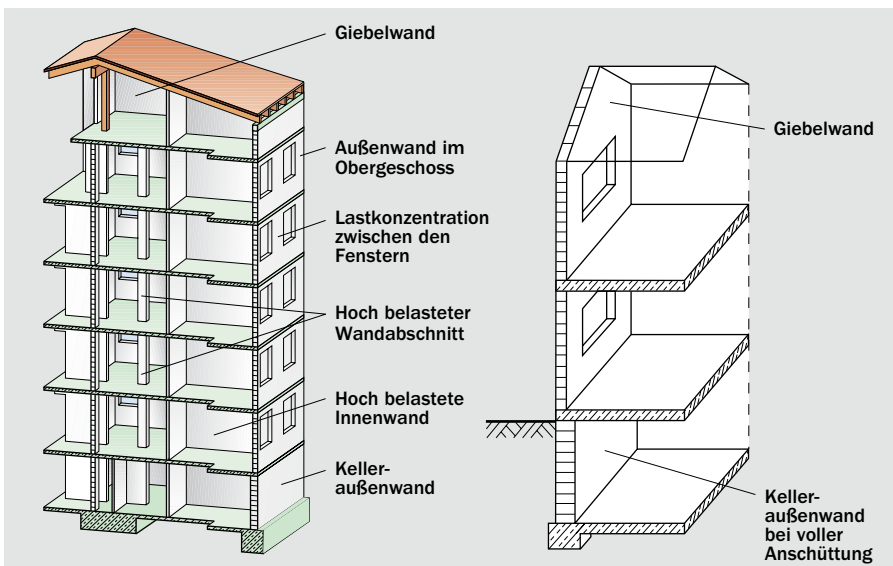 Giebelwand
Außenwand im
Obergeschoss
Lastkonzentration
zwischen den
Fenstern
Hoch belasteter
Wandabschnitt
Hoch belastete
Innenwand
Keller-
außenwand
Giebelwand
Keller-
außenwand
bei voller
Anschüttung